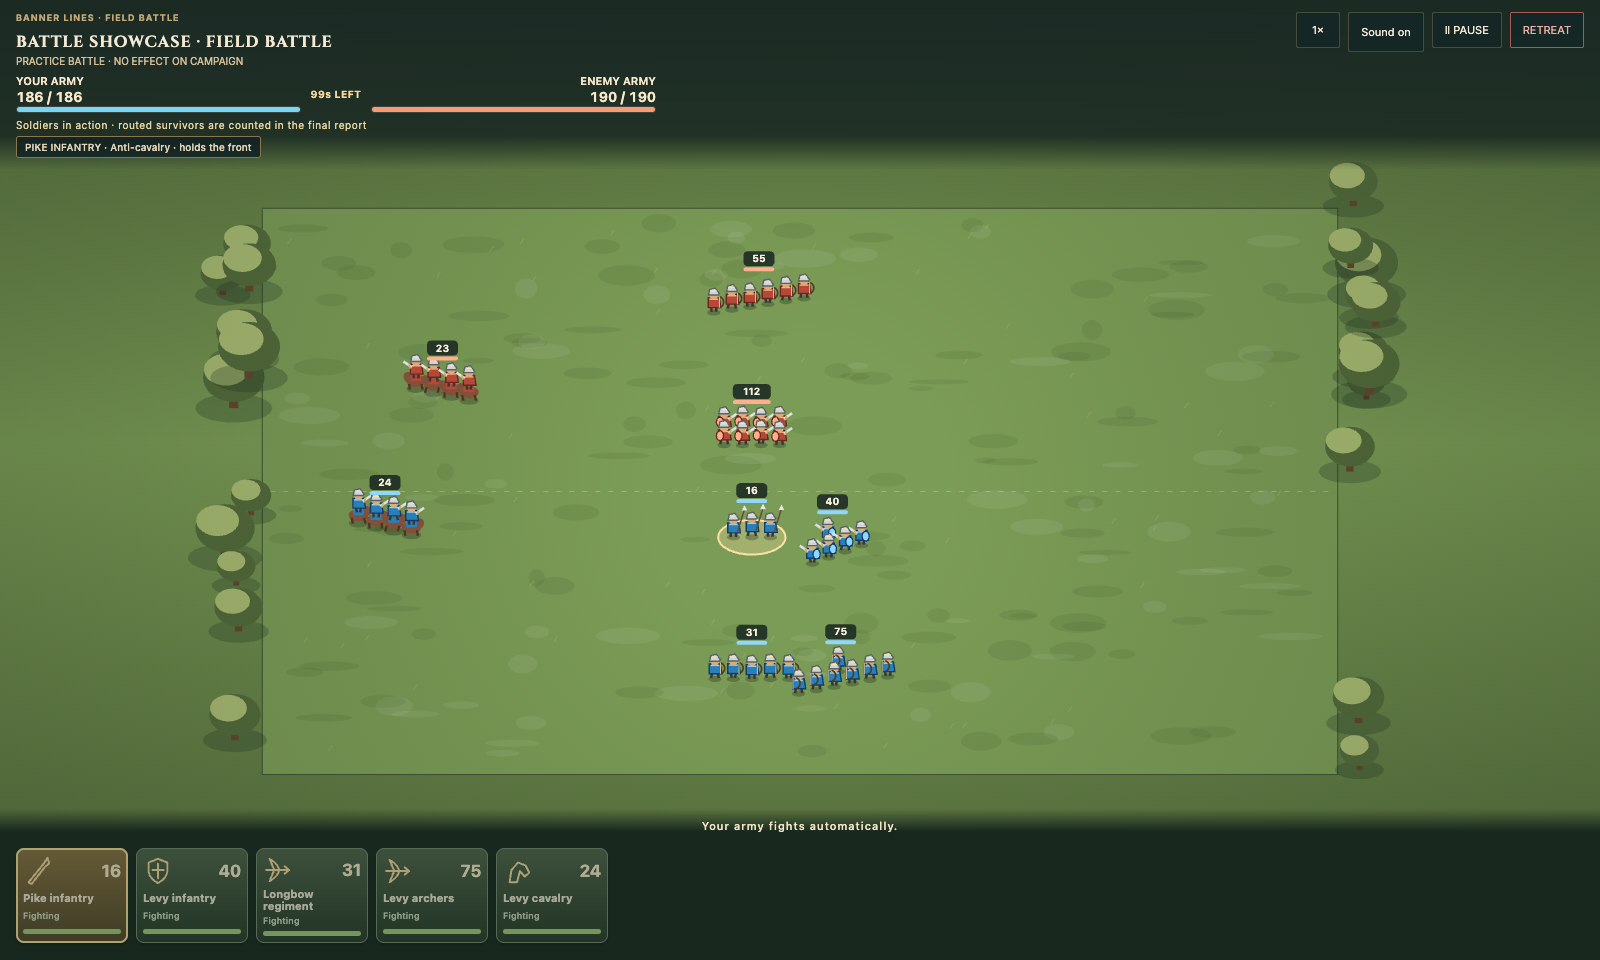 BANNER LINES · FIELD BATTLE
BATTLE SHOWCASE · FIELD BATTLE
PRACTICE BATTLE · NO EFFECT ON CAMPAIGN
YOUR ARMY
186 / 186
99s LEFT
ENEMY ARMY
190 / 190
Soldiers in action · routed survivors are counted in the final report
PIKE INFANTRY · Anti-cavalry · holds the front
1×
Sound on
II PAUSE
RETREAT
55
23
112
24
16
40
31
75
Your army fights automatically.
16
Pike infantry
Fighting
40
Levy infantry
Fighting
31
Longbow
regiment
Fighting
75
Levy archers
Fighting
24
Levy cavalry
Fighting